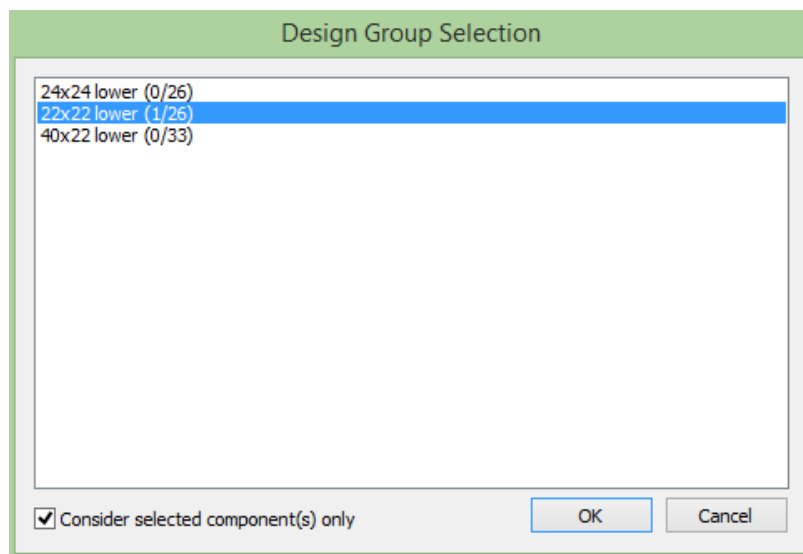 Design Group Selection
24x24 lower (0/26)
22x22 lower (1/26)
40x22 lower (0/33)
Consider selected component(s) only
OK
Cancel